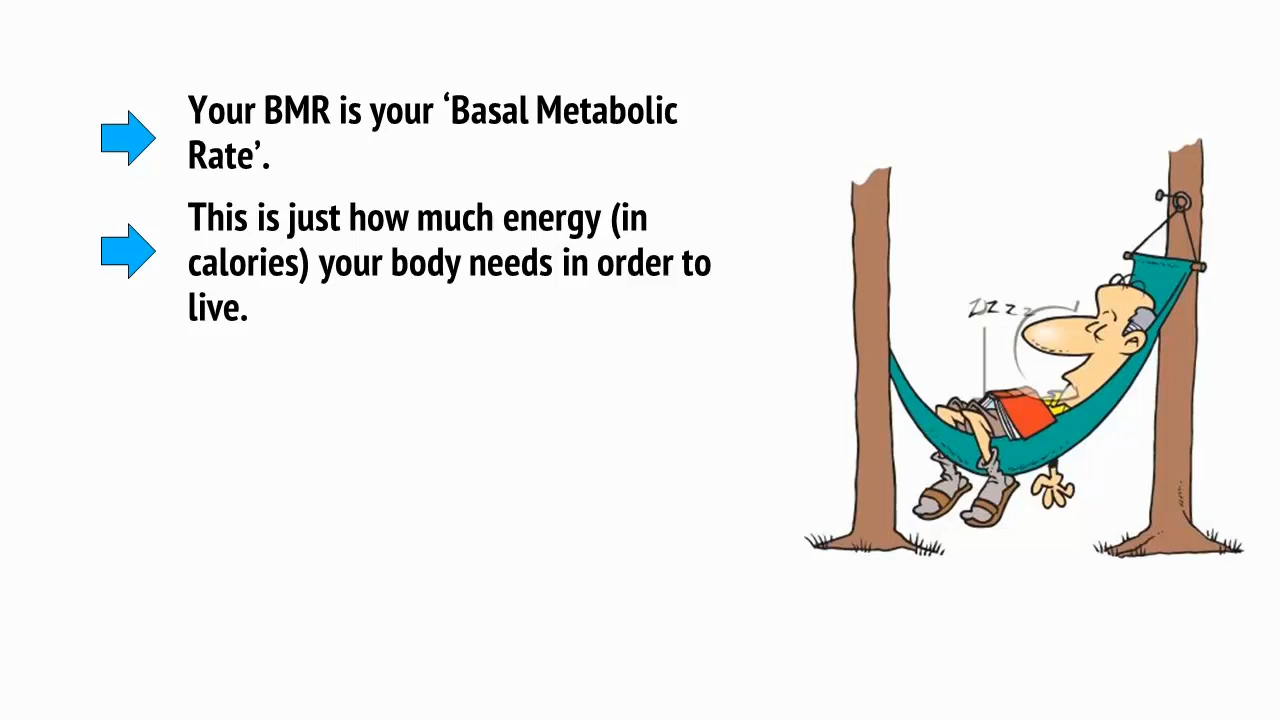 Your BMR is your ‘Basal Metabolic
Rate’.
This is just how much energy (in
calories) your body needs in order to
live.
zzzz